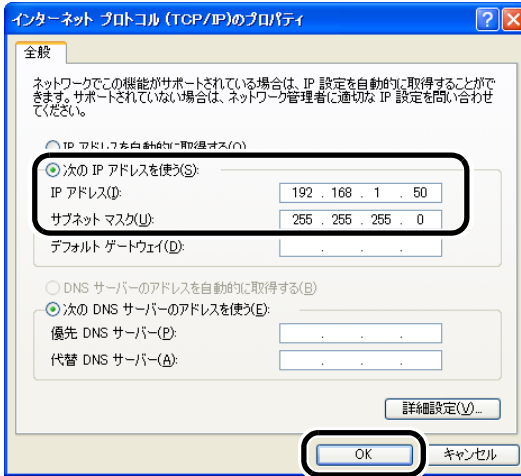 インターネット プロトコル (TCP/IP)のプロパティ
全般
ネットワークでこの機能がサポートされている場合は、IP 設定を自動的に取得することがで
きます。サポートされていない場合は、ネットワーク管理者に適切な IP 設定を問い合わせ
てください。
IP アドレスを自動的に取得する(O)
次の IP アドレスを使う(S):
IP アドレス(I): 192 . 168 . 1 . 50
サブネット マスク(U): 255 . 255 . 255 . 0
デフォルト ゲートウェイ(D): . . .
DNS サーバーのアドレスを自動的に取得する(B)
次の DNS サーバーのアドレスを使う(E):
優先 DNS サーバー(P): . . .
代替 DNS サーバー(A): . . .
詳細設定(V)...
OK キャンセル